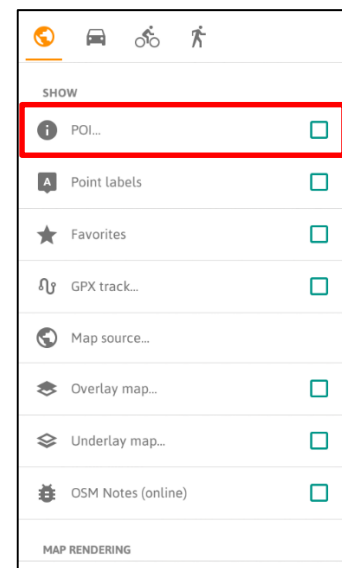 SHOW
POI...
Point labels
Favorites
GPX track...
Map source...
Overlay map...
Underlay map...
OSM Notes (online)
MAP RENDERING